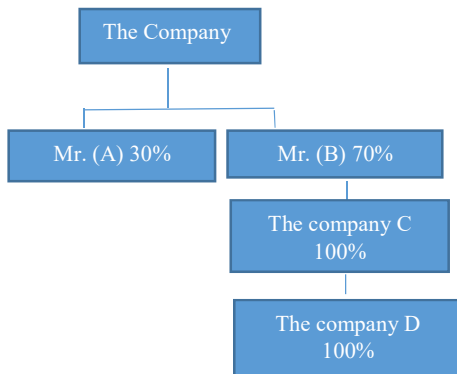 The Company
Mr. (A) 30%
Mr. (B) 70%
The company C
100%
The company D
100%